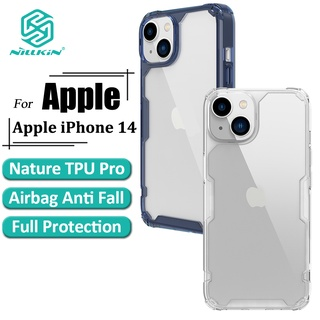 NILLKIN
For Apple
Apple iPhone 14
Nature TPU Pro
Airbag Anti Fall
Full Protection